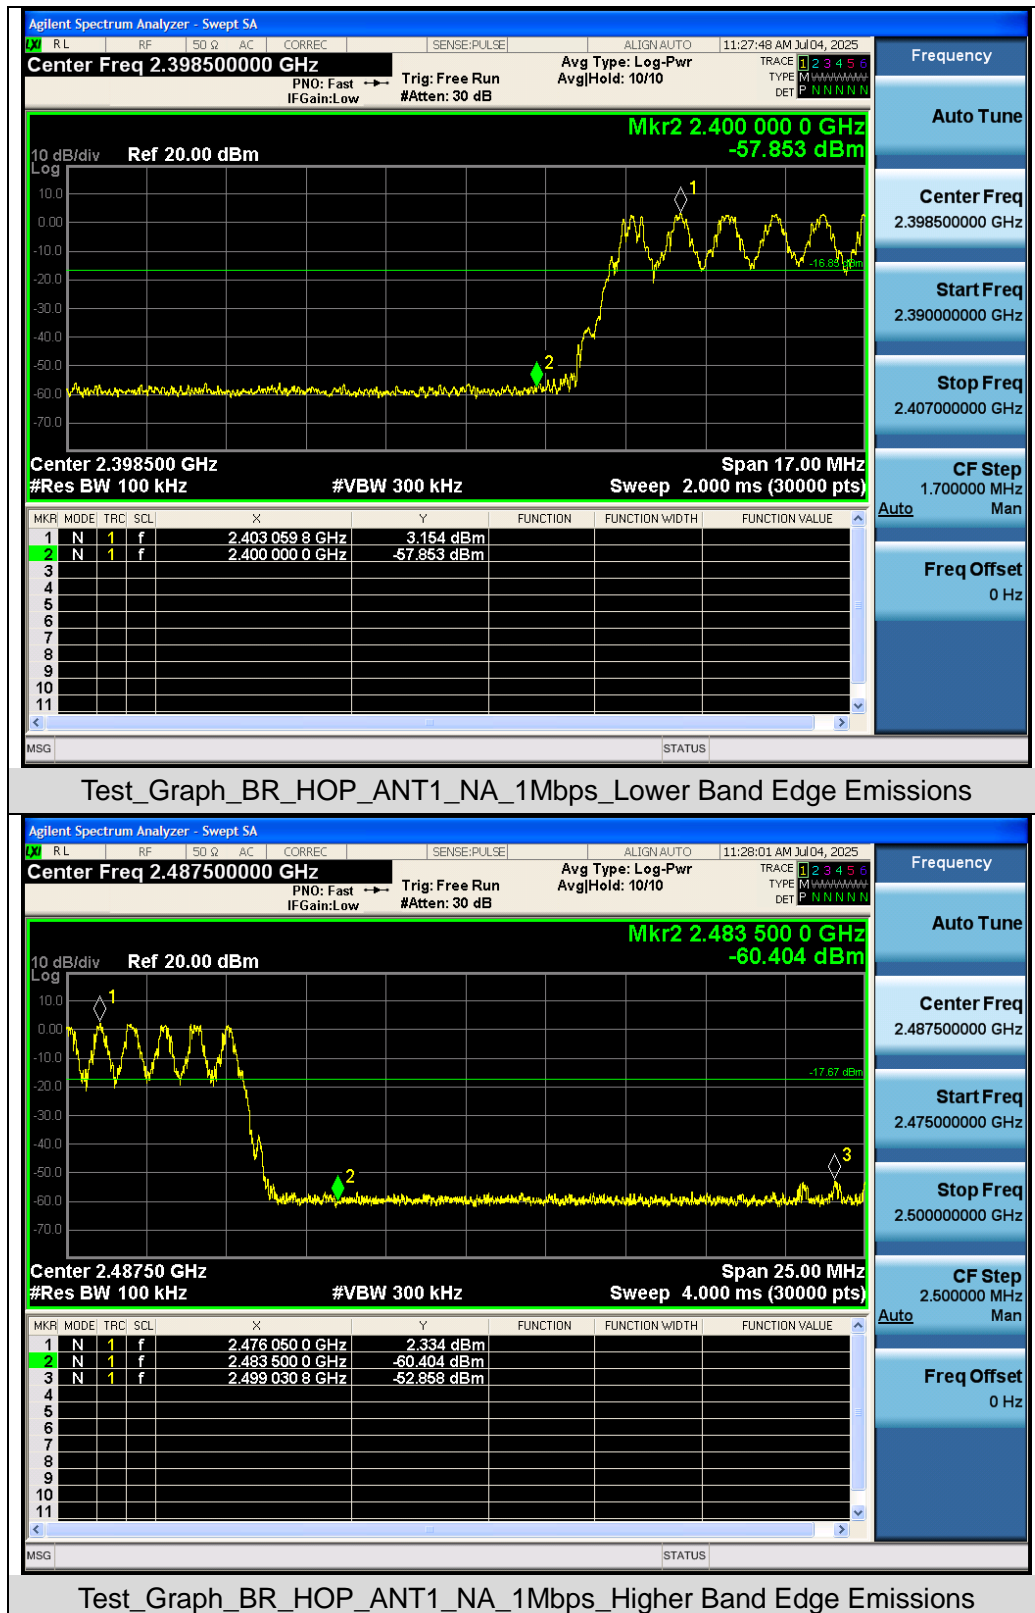 Agilent Spectrum Analyzer - Swept SA
LXI RL RF 50 Ω AC CORREC SENSE:PULSE ALIGN AUTO 11:27:48 AM Jul 04, 2025
Center Freq 2.398500000 GHz
PNO: Fast
IFGain:Low
Trig: Free Run
#Atten: 30 dB
Avg Type: Log-Pwr
Avg|Hold: 10/10
TRACE 1 2 3 4 5 6
TYPE M W W W W W
DET P N N N N N
Mkr2 2.400 000 0 GHz
-57.853 dBm
10 dB/div Ref 20.00 dBm
Log
10.0
0.00
-10.0
-20.0
-30.0
-40.0
-50.0
-60.0
-70.0
1
2
-16.85 dBm
Center 2.398500 GHz Span 17.00 MHz
#Res BW 100 kHz #VBW 300 kHz Sweep 2.000 ms (30000 pts)
MKR MODE TRC SCL X Y FUNCTION FUNCTION WIDTH FUNCTION VALUE
1 N 1 f 2.403 059 8 GHz 3.154 dBm
2 N 1 f 2.400 000 0 GHz -57.853 dBm
3
4
5
6
7
8
9
10
11
MSG STATUS
Frequency
Auto Tune
Center Freq
2.398500000 GHz
Start Freq
2.390000000 GHz
Stop Freq
2.407000000 GHz
CF Step
1.700000 MHz
Auto Man
Freq Offset
0 Hz
Test_Graph_BR_HOP_ANT1_NA_1Mbps_Lower Band Edge Emissions
Agilent Spectrum Analyzer - Swept SA
LXI RL RF 50 Ω AC CORREC SENSE:PULSE ALIGN AUTO 11:28:01 AM Jul 04, 2025
Center Freq 2.487500000 GHz
PNO: Fast
IFGain:Low
Trig: Free Run
#Atten: 30 dB
Avg Type: Log-Pwr
Avg|Hold: 10/10
TRACE 1 2 3 4 5 6
TYPE M W W W W W
DET P N N N N N
Mkr2 2.483 500 0 GHz
-60.404 dBm
10 dB/div Ref 20.00 dBm
Log
10.0
0.00
-10.0
-20.0
-30.0
-40.0
-50.0
-60.0
-70.0
1
2
3
-17.67 dBm
Center 2.48750 GHz Span 25.00 MHz
#Res BW 100 kHz #VBW 300 kHz Sweep 4.000 ms (30000 pts)
MKR MODE TRC SCL X Y FUNCTION FUNCTION WIDTH FUNCTION VALUE
1 N 1 f 2.476 050 0 GHz 2.334 dBm
2 N 1 f 2.483 500 0 GHz -60.404 dBm
3 N 1 f 2.499 030 8 GHz -52.858 dBm
4
5
6
7
8
9
10
11
MSG STATUS
Frequency
Auto Tune
Center Freq
2.487500000 GHz
Start Freq
2.475000000 GHz
Stop Freq
2.500000000 GHz
CF Step
2.500000 MHz
Auto Man
Freq Offset
0 Hz
Test_Graph_BR_HOP_ANT1_NA_1Mbps_Higher Band Edge Emissions